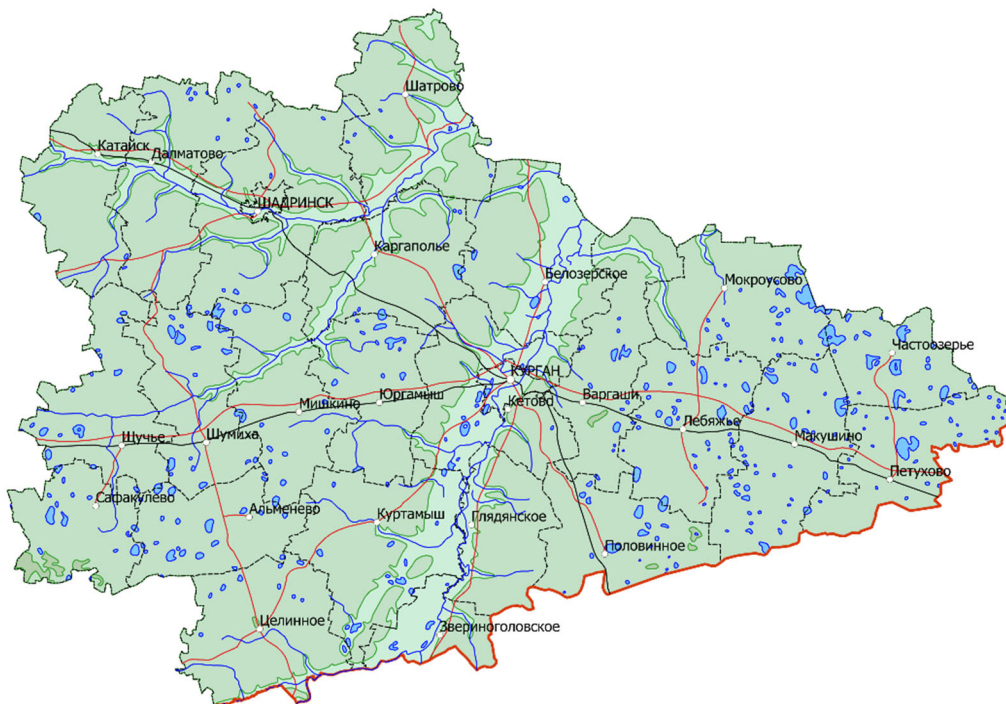 Шатрово
Катайск
Далматово
ШАДРИНСК
Каргаполье
Белозерское
Мокроусово
Частоозерье
КУРГАН
Кетово
Варгаши
Юргамыш
Мишкино
Лебяжье
Макушино
Щучье
Шумиха
Петухово
Сафакулево
Альменево
Куртамыш
Глядянское
Половинное
Целинное
Звериноголовское